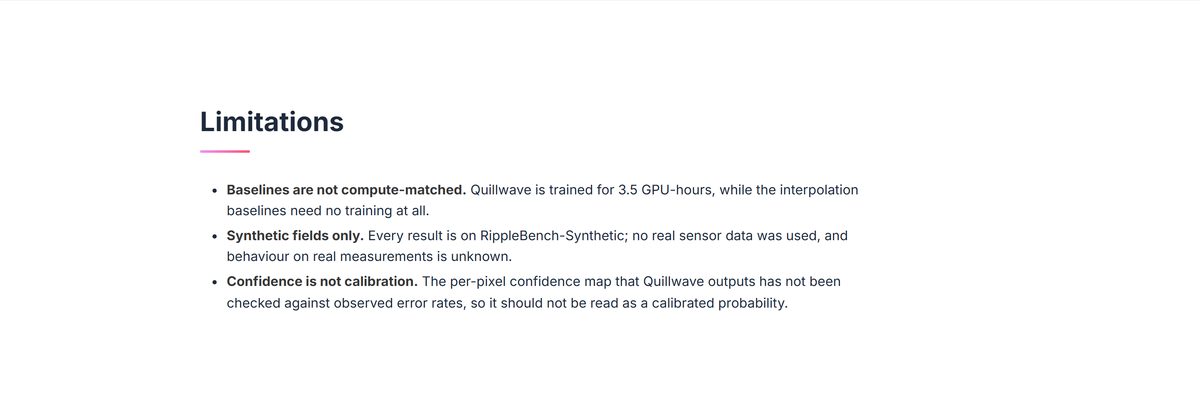 Limitations
• Baselines are not compute-matched. Quillwave is trained for 3.5 GPU-hours, while the interpolation
baselines need no training at all.
• Synthetic fields only. Every result is on RippleBench-Synthetic; no real sensor data was used, and
behaviour on real measurements is unknown.
• Confidence is not calibration. The per-pixel confidence map that Quillwave outputs has not been
checked against observed error rates, so it should not be read as a calibrated probability.